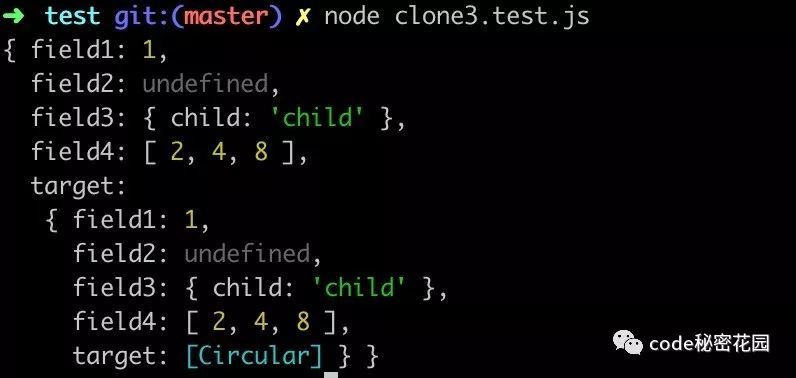 ➜  test git:(master) ✗ node clone3.test.js
{ field1: 1,
  field2: undefined,
  field3: { child: 'child' },
  field4: [ 2, 4, 8 ],
  target:
   { field1: 1,
     field2: undefined,
     field3: { child: 'child' },
     field4: [ 2, 4, 8 ],
     target: [Circular] } }
code秘密花园